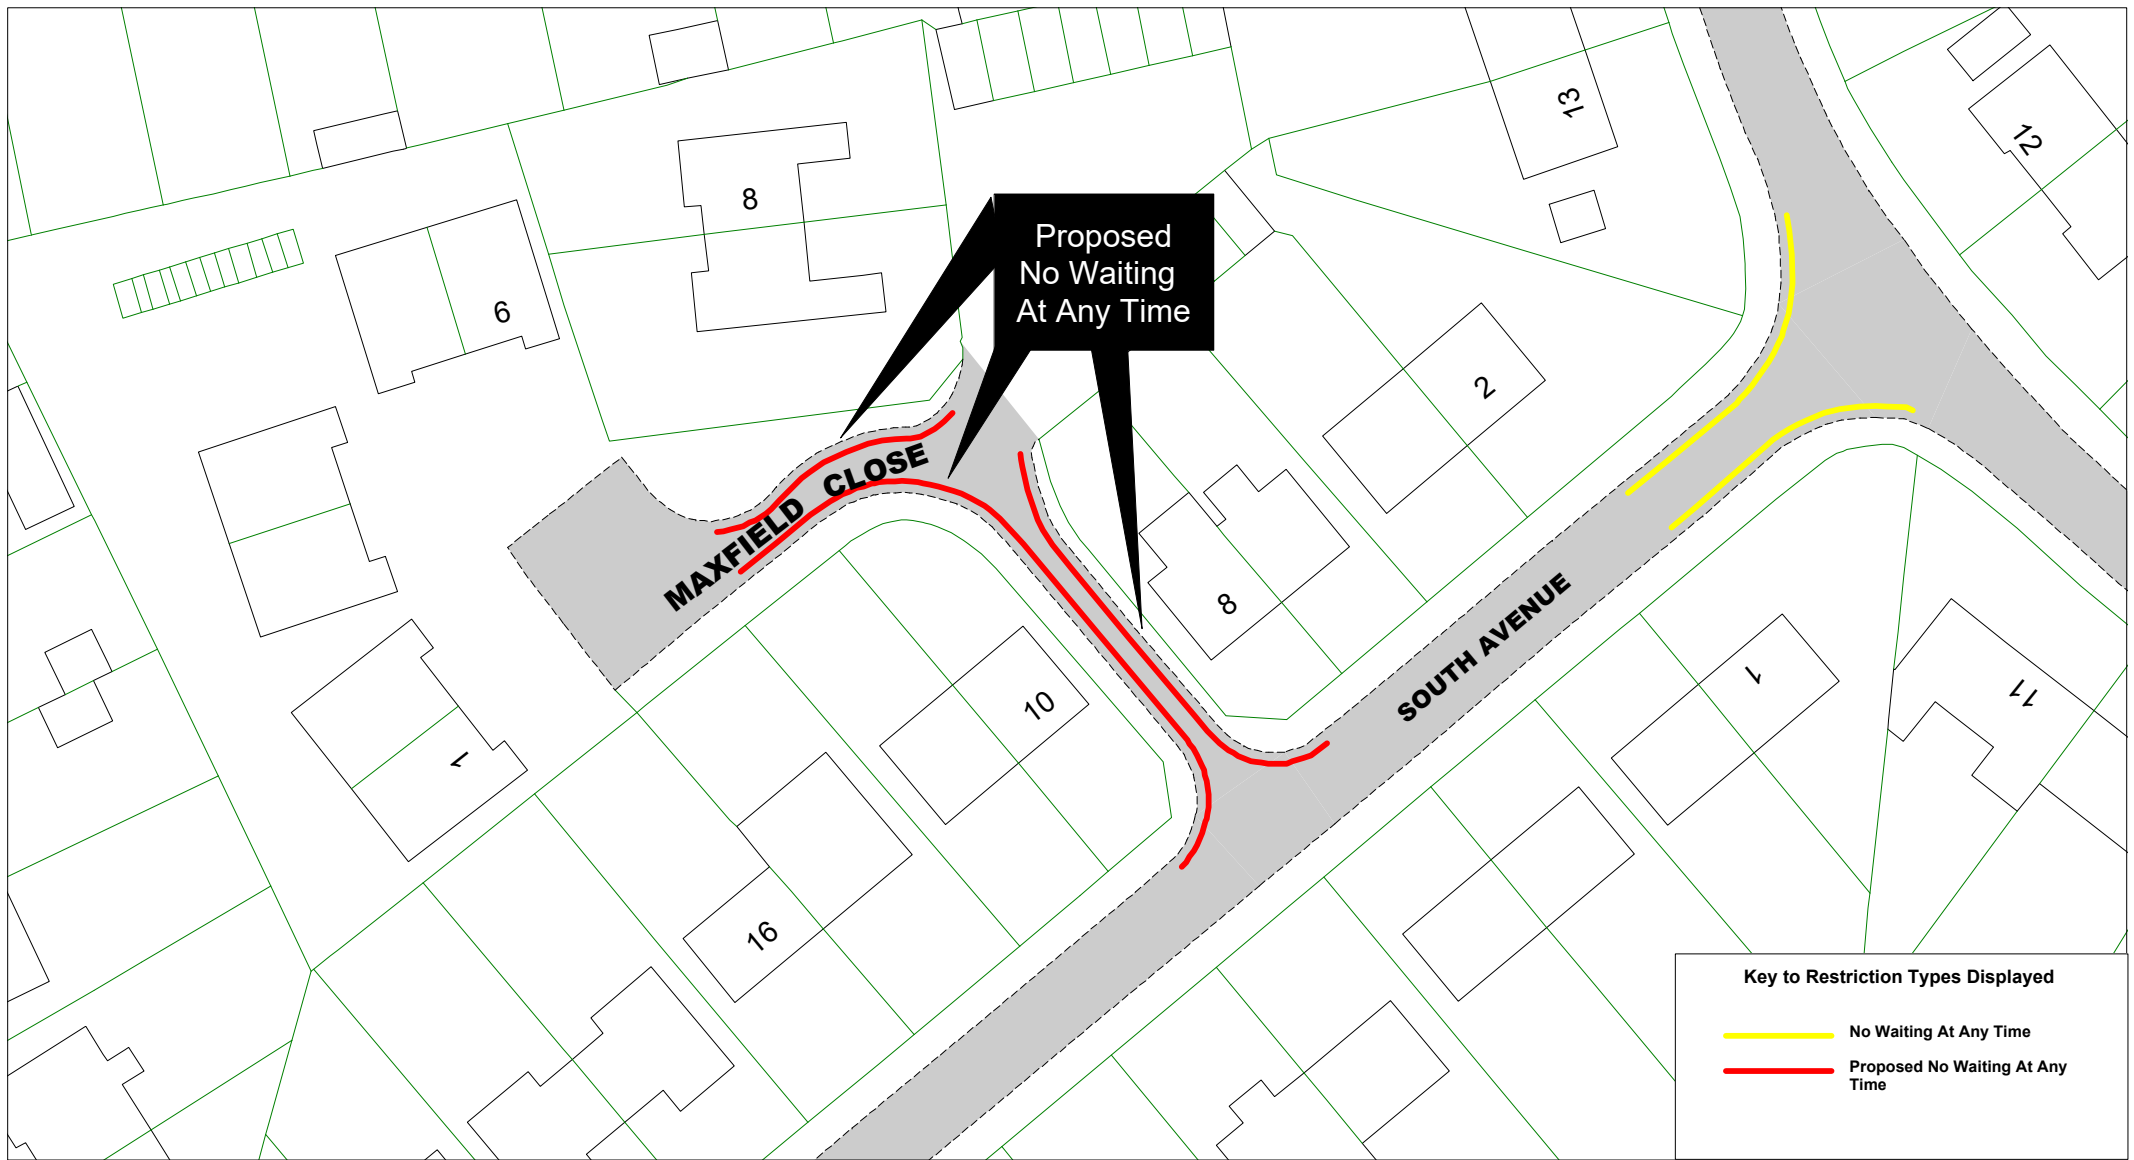 13
12
8
Proposed
No Waiting
At Any Time
6
2
MAXFIELD CLOSE
8
SOUTH AVENUE
1
11
10
1
16
Key to Restriction Types Displayed
No Waiting At Any Time
Proposed No Waiting At Any
Time